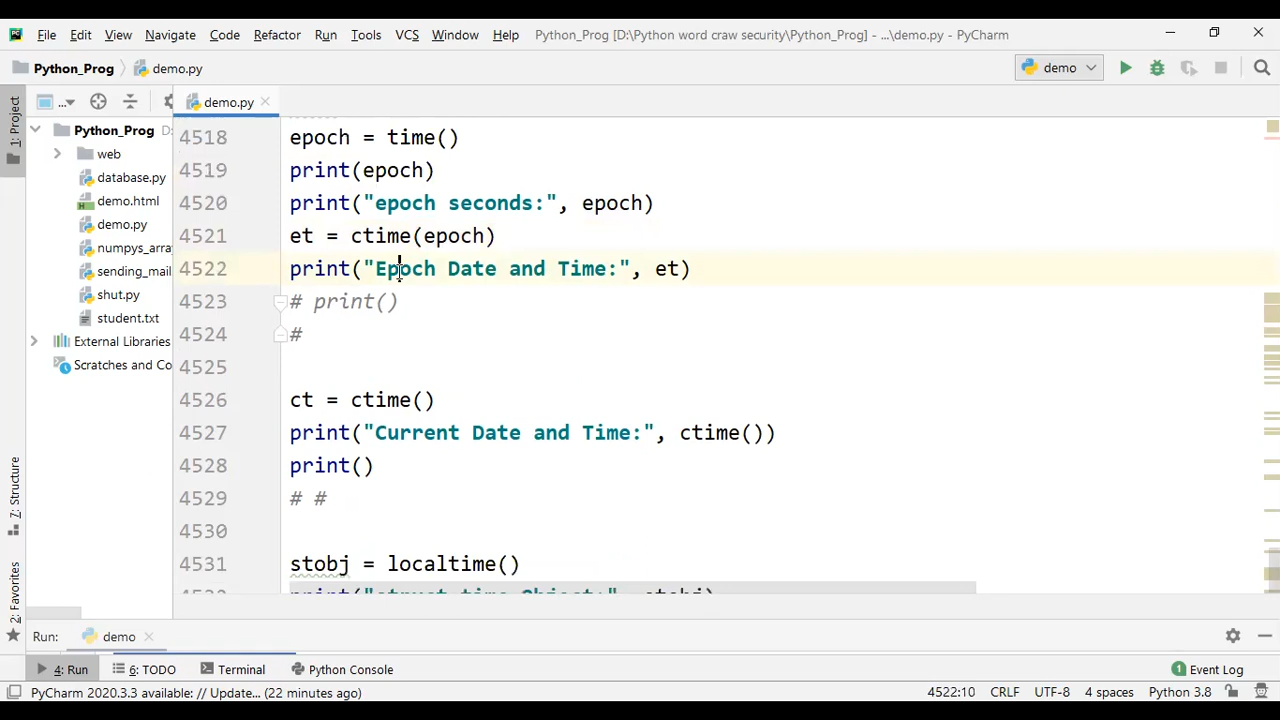 File Edit View Navigate Code Refactor Run Tools VCS Window Help Python_Prog [D:\Python word craw security\Python_Prog] - ...\demo.py - PyCharm
Python_Prog demo.py demo
... demo.py
1: Project
Python_Prog D:
web
database.py
demo.html
demo.py
numpys_arra
sending_mail
shut.py
student.txt
External Libraries
Scratches and Co
4518 epoch = time()
4519 print(epoch)
4520 print("epoch seconds:", epoch)
4521 et = ctime(epoch)
4522 print("Epoch Date and Time:", et)
4523 # print()
4524 #
4525
4526 ct = ctime()
4527 print("Current Date and Time:", ctime())
4528 print()
4529 # #
4530
4531 stobj = localtime()
7: Structure
2: Favorites
Run: demo
4: Run 6: TODO Terminal Python Console 1 Event Log
PyCharm 2020.3.3 available: // Update... (22 minutes ago) 4522:10 CRLF UTF-8 4 spaces Python 3.8